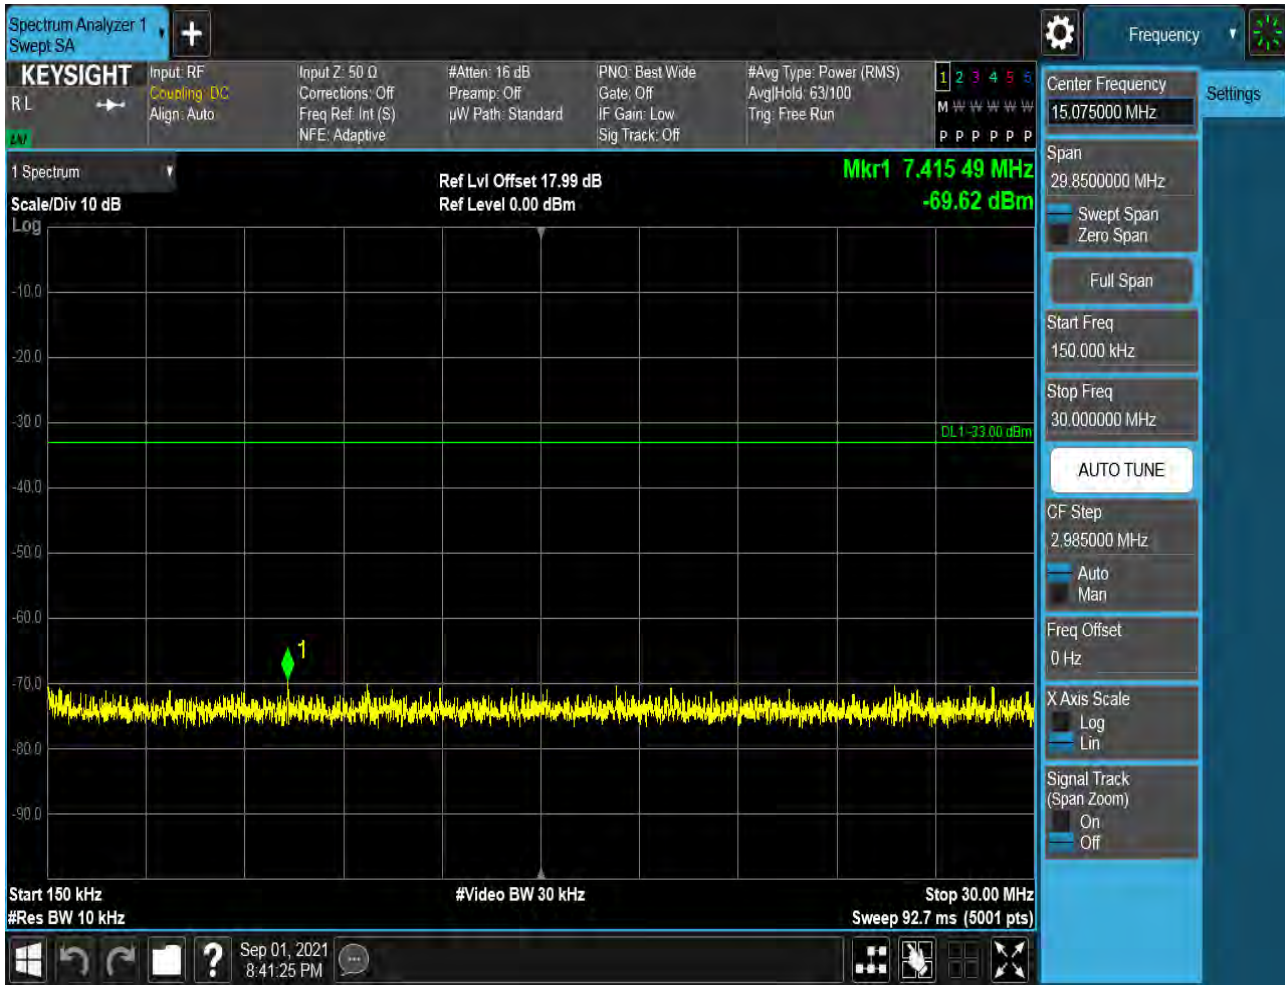 Spectrum Analyzer 1
Swept SA
Frequency
KEYSIGHT
RL
Input: RF
Coupling: DC
Align: Auto
Input Z: 50 Ω
Corrections: Off
Freq Ref: Int (S)
NFE: Adaptive
#Atten: 16 dB
Preamp: Off
µW Path: Standard
PNO: Best Wide
Gate: Off
IF Gain: Low
Sig Track: Off
#Avg Type: Power (RMS)
Avg|Hold: 63/100
Trig: Free Run
1 2 3 4 5 6
M W W W W W
P P P P P P
1 Spectrum
Scale/Div 10 dB
Log
Ref Lvl Offset 17.99 dB
Ref Level 0.00 dBm
Mkr1 7.415 49 MHz
-69.62 dBm
-10.0
-20.0
-30.0
DL1 -33.00 dBm
-40.0
-50.0
-60.0
1
-70.0
-80.0
-90.0
Start 150 kHz
#Res BW 10 kHz
#Video BW 30 kHz
Stop 30.00 MHz
Sweep 92.7 ms (5001 pts)
Sep 01, 2021
8:41:25 PM
Center Frequency
15.075000 MHz
Settings
Span
29.8500000 MHz
Swept Span
Zero Span
Full Span
Start Freq
150.000 kHz
Stop Freq
30.000000 MHz
AUTO TUNE
CF Step
2.985000 MHz
Auto
Man
Freq Offset
0 Hz
X Axis Scale
Log
Lin
Signal Track
(Span Zoom)
On
Off